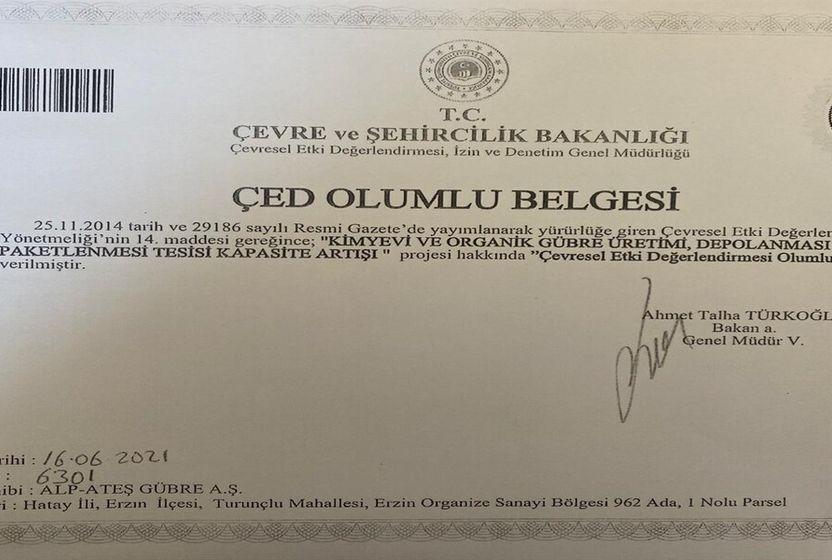 T.C.
ÇEVRE ve ŞEHİRCİLİK BAKANLIĞI
Çevresel Etki Değerlendirmesi, İzin ve Denetim Genel Müdürlüğü
ÇED OLUMLU BELGESİ
25.11.2014 tarih ve 29186 sayılı Resmi Gazete'de yayımlanarak yürürlüğe giren Çevresel Etki Değerlen
Yönetmeliği'nin 14. maddesi gereğince; "KİMYEVİ VE ORGANİK GÜBRE ÜRETİMİ, DEPOLANMASI
PAKETLENMESİ TESİSİ KAPASİTE ARTIŞI " projesi hakkında "Çevresel Etki Değerlendirmesi Olumlu
verilmiştir.
Ahmet Talha TÜRKOĞL
Bakan a.
Genel Müdür V.
rihi : 16.06.2021
: 6301
ibi : ALP-ATEŞ GÜBRE A.Ş.
ri : Hatay İli, Erzin İlçesi, Turunçlu Mahallesi, Erzin Organize Sanayi Bölgesi 962 Ada, 1 Nolu Parsel